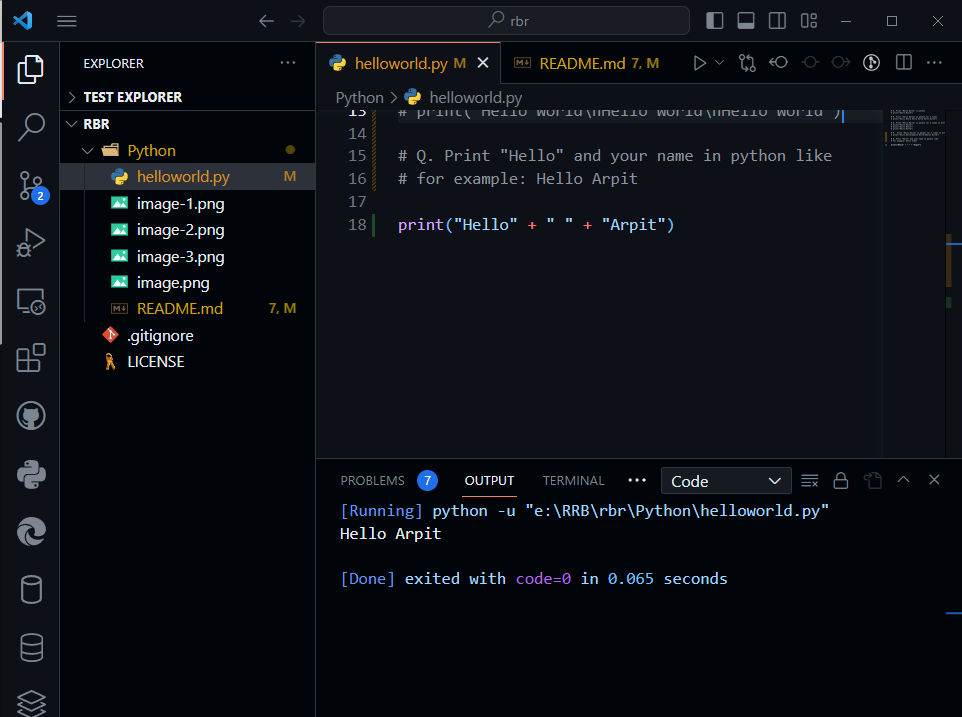 rbr
EXPLORER
TEST EXPLORER
RBR
Python
helloworld.py M
image-1.png
image-2.png
image-3.png
image.png
README.md 7, M
.gitignore
LICENSE
2
helloworld.py M
README.md 7, M
Python > helloworld.py
13 # print("Hello World\nHello World\nHello World")
14
15 # Q. Print "Hello" and your name in python like
16 # for example: Hello Arpit
17
18 print("Hello" + " " + "Arpit")
PROBLEMS 7 OUTPUT TERMINAL ··· Code
[Running] python -u "e:\RRB\rbr\Python\helloworld.py"
Hello Arpit
[Done] exited with code=0 in 0.065 seconds